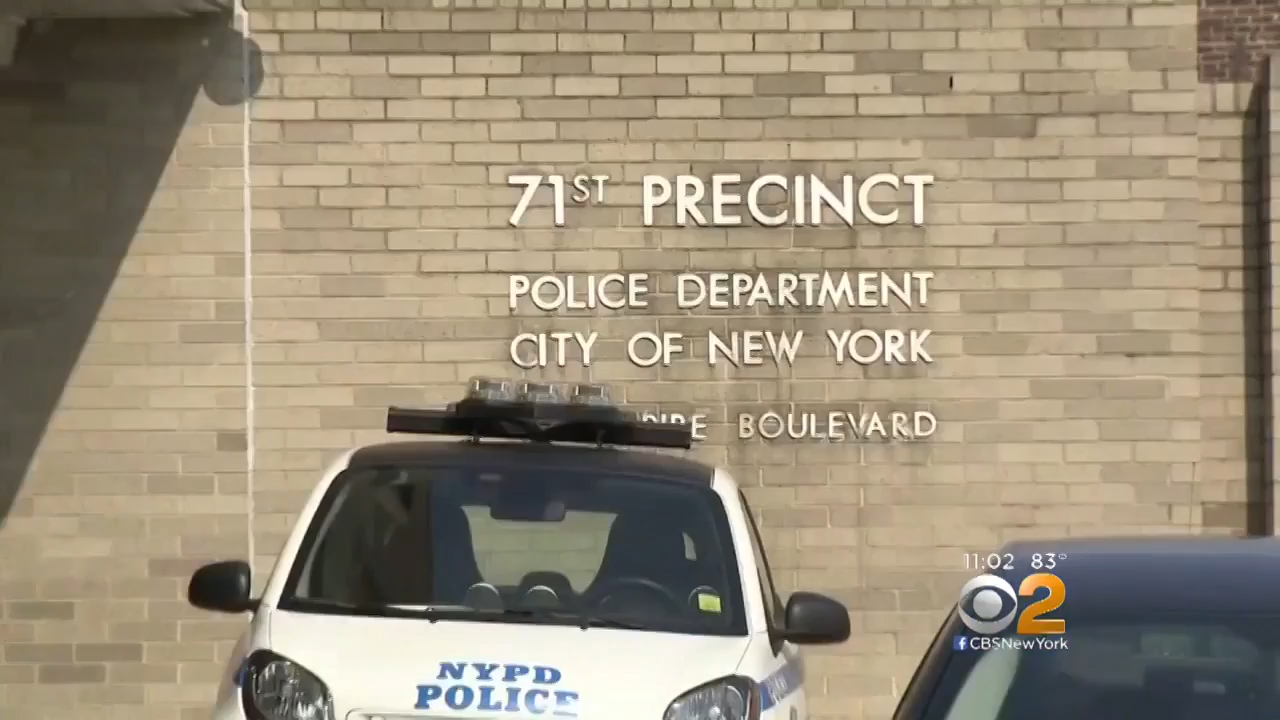 71ST PRECINCT
POLICE DEPARTMENT
CITY OF NEW YORK
BOULEVARD
11:02 83°
2
CBSNewYork
NYPD
POLICE